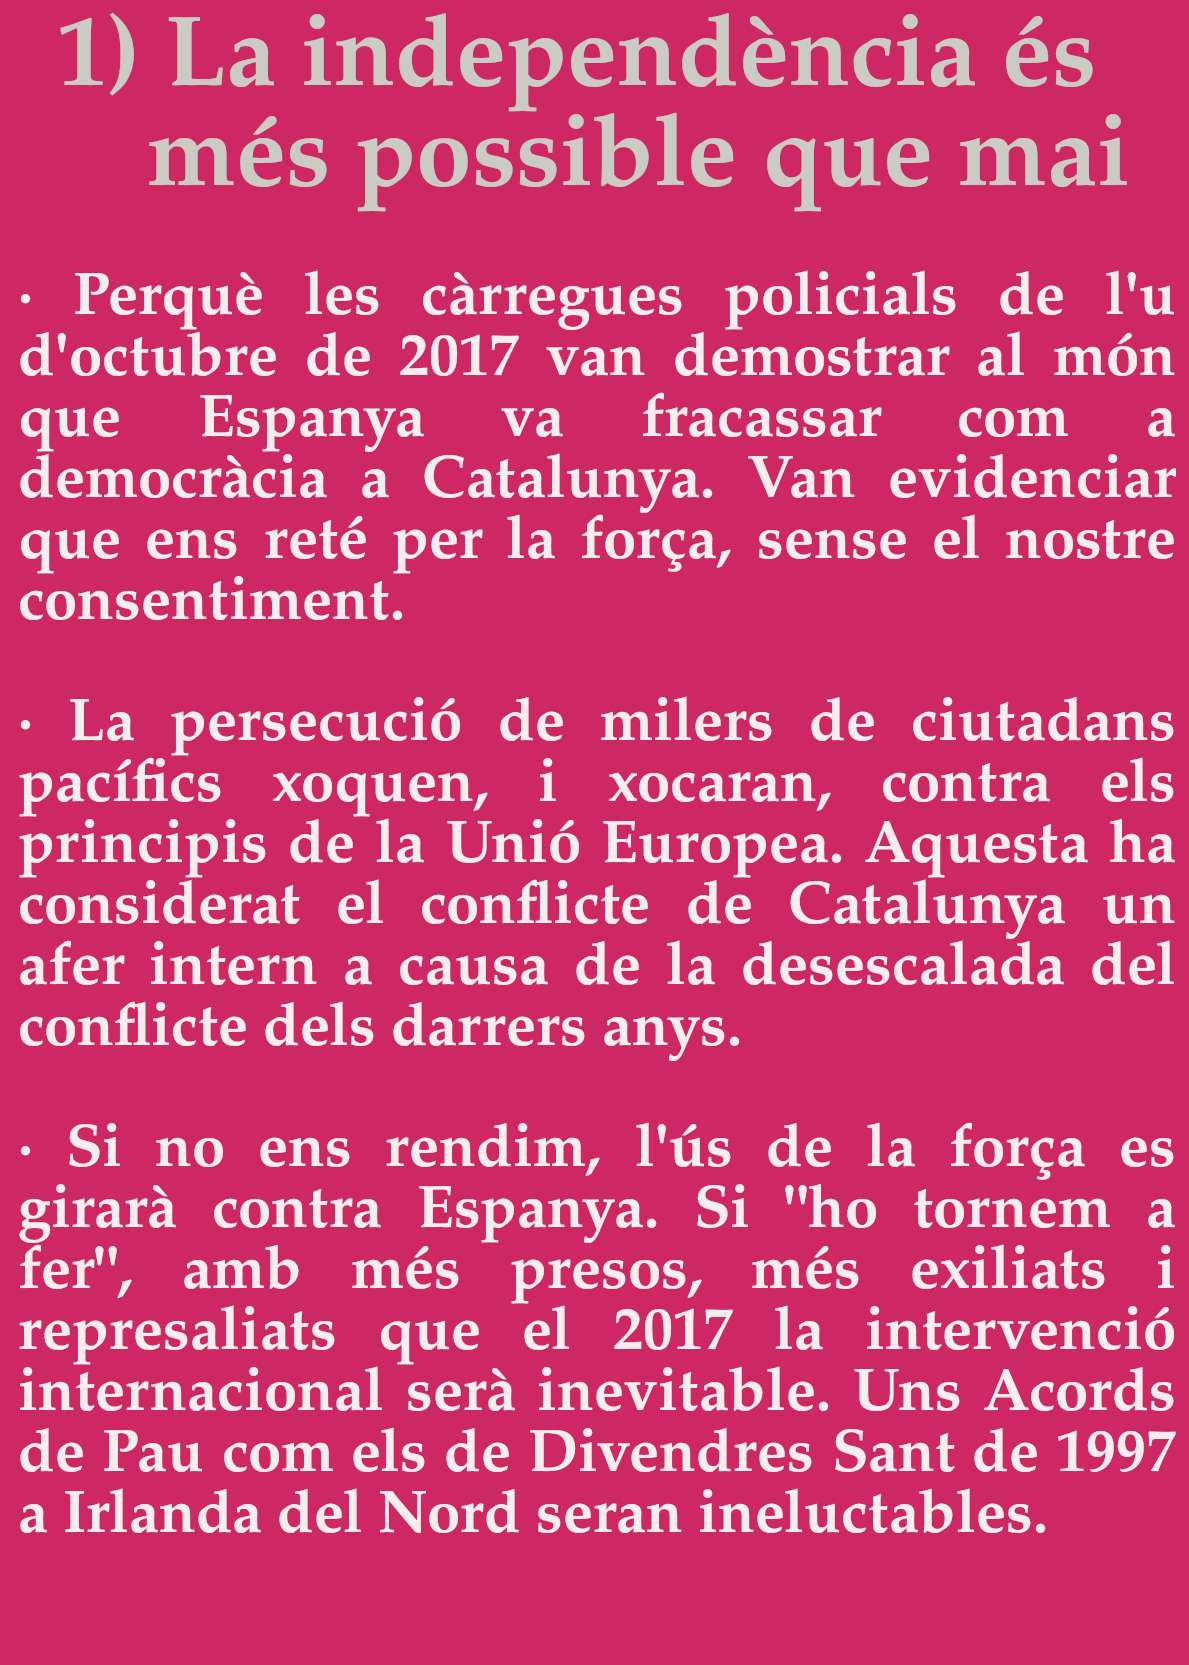 1) La independència és
més possible que mai
· Perquè les càrregues policials de l'u
d'octubre de 2017 van demostrar al món
que Espanya va fracassar com a
democràcia a Catalunya. Van evidenciar
que ens reté per la força, sense el nostre
consentiment.
· La persecució de milers de ciutadans
pacífics xoquen, i xocaran, contra els
principis de la Unió Europea. Aquesta ha
considerat el conflicte de Catalunya un
afer intern a causa de la desescalada del
conflicte dels darrers anys.
· Si no ens rendim, l'ús de la força es
girarà contra Espanya. Si "ho tornem a
fer", amb més presos, més exiliats i
represaliats que el 2017 la intervenció
internacional serà inevitable. Uns Acords
de Pau com els de Divendres Sant de 1997
a Irlanda del Nord seran ineluctables.